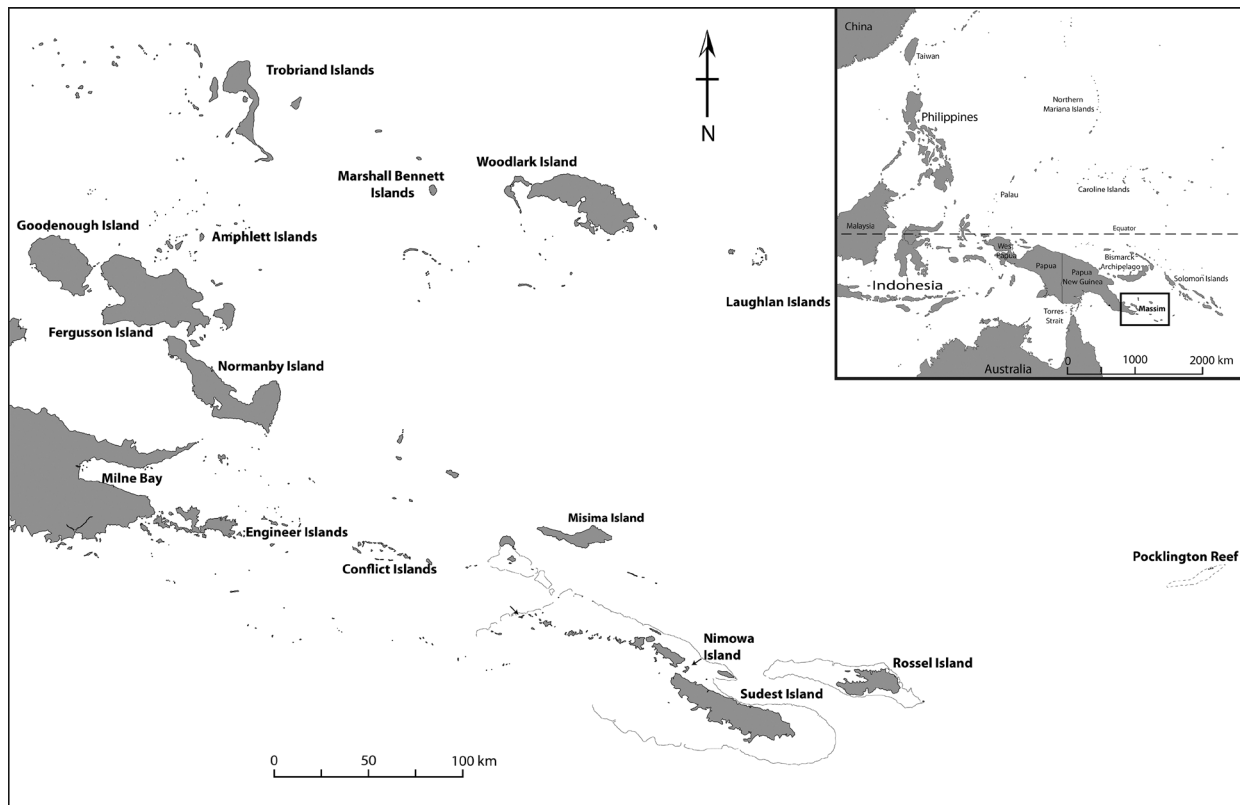 Trobriand Islands
N
Woodlark Island
Marshall Bennett
Islands
Goodenough Island
Amphlett Islands
Laughlan Islands
Fergusson Island
Normanby Island
Milne Bay
Engineer Islands
Misima Island
Conflict Islands
Pocklington Reef
Nimowa
Island
Rossel Island
Sudest Island
0 50 100 km
China
Taiwan
Northern
Mariana Islands
Philippines
Palau
Caroline Islands
Malaysia
Equator
West
Papua
Papua
Papua
New Guinea
Bismarck
Archipelago
Solomon Islands
Indonesia
Torres
Strait
Massim
Australia
0 1000 2000 km